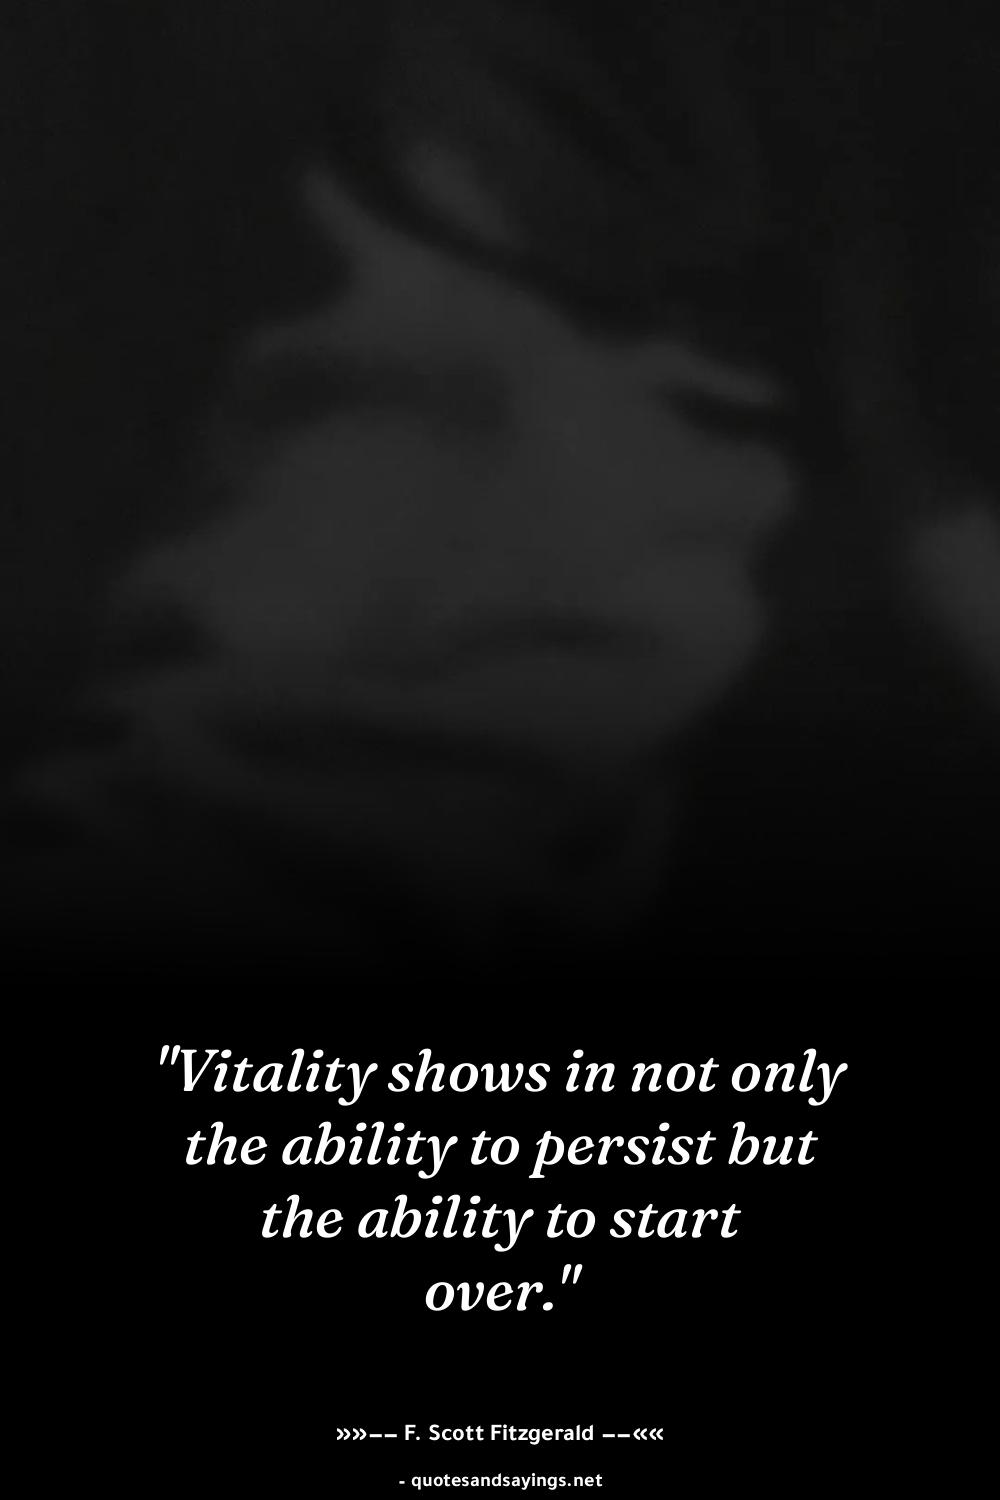 "Vitality shows in not only
the ability to persist but
the ability to start
over."
»»–– F. Scott Fitzgerald ––««
- quotesandsayings.net